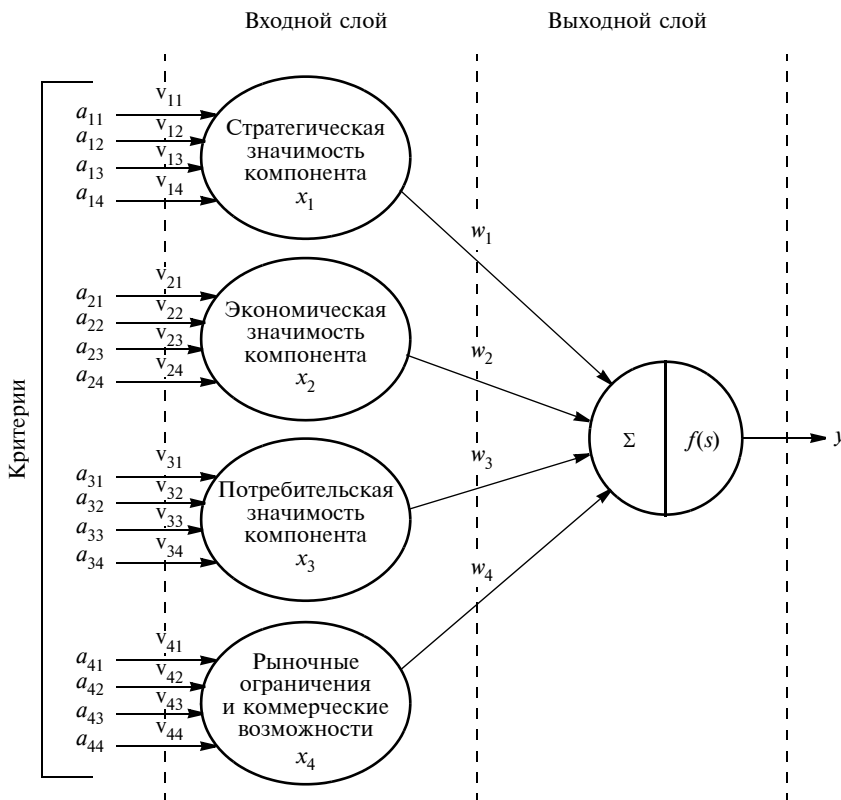 Входной слой
Выходной слой
Критерии
a11
v11
a12
v12
a13
v13
a14
v14
Стратегическая
значимость
компонента
x1
w1
a21
v21
a22
v22
a23
v23
a24
v24
Экономическая
значимость
компонента
x2
w2
a31
v31
a32
v32
a33
v33
a34
v34
Потребительская
значимость
компонента
x3
w3
a41
v41
a42
v42
a43
v43
a44
v44
Рыночные
ограничения
и коммерческие
возможности
x4
w4
Σ
f(s)
y